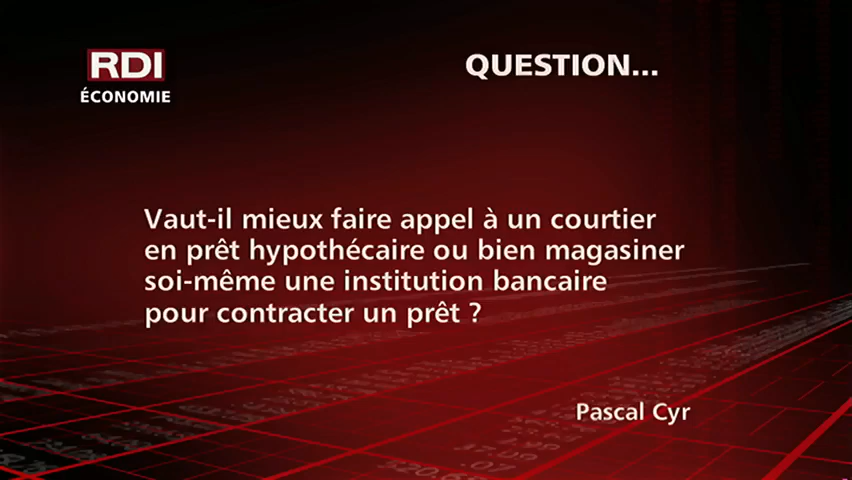 RDI
ÉCONOMIE
QUESTION...
Vaut-il mieux faire appel à un courtier
en prêt hypothécaire ou bien magasiner
soi-même une institution bancaire
pour contracter un prêt ?
Pascal Cyr